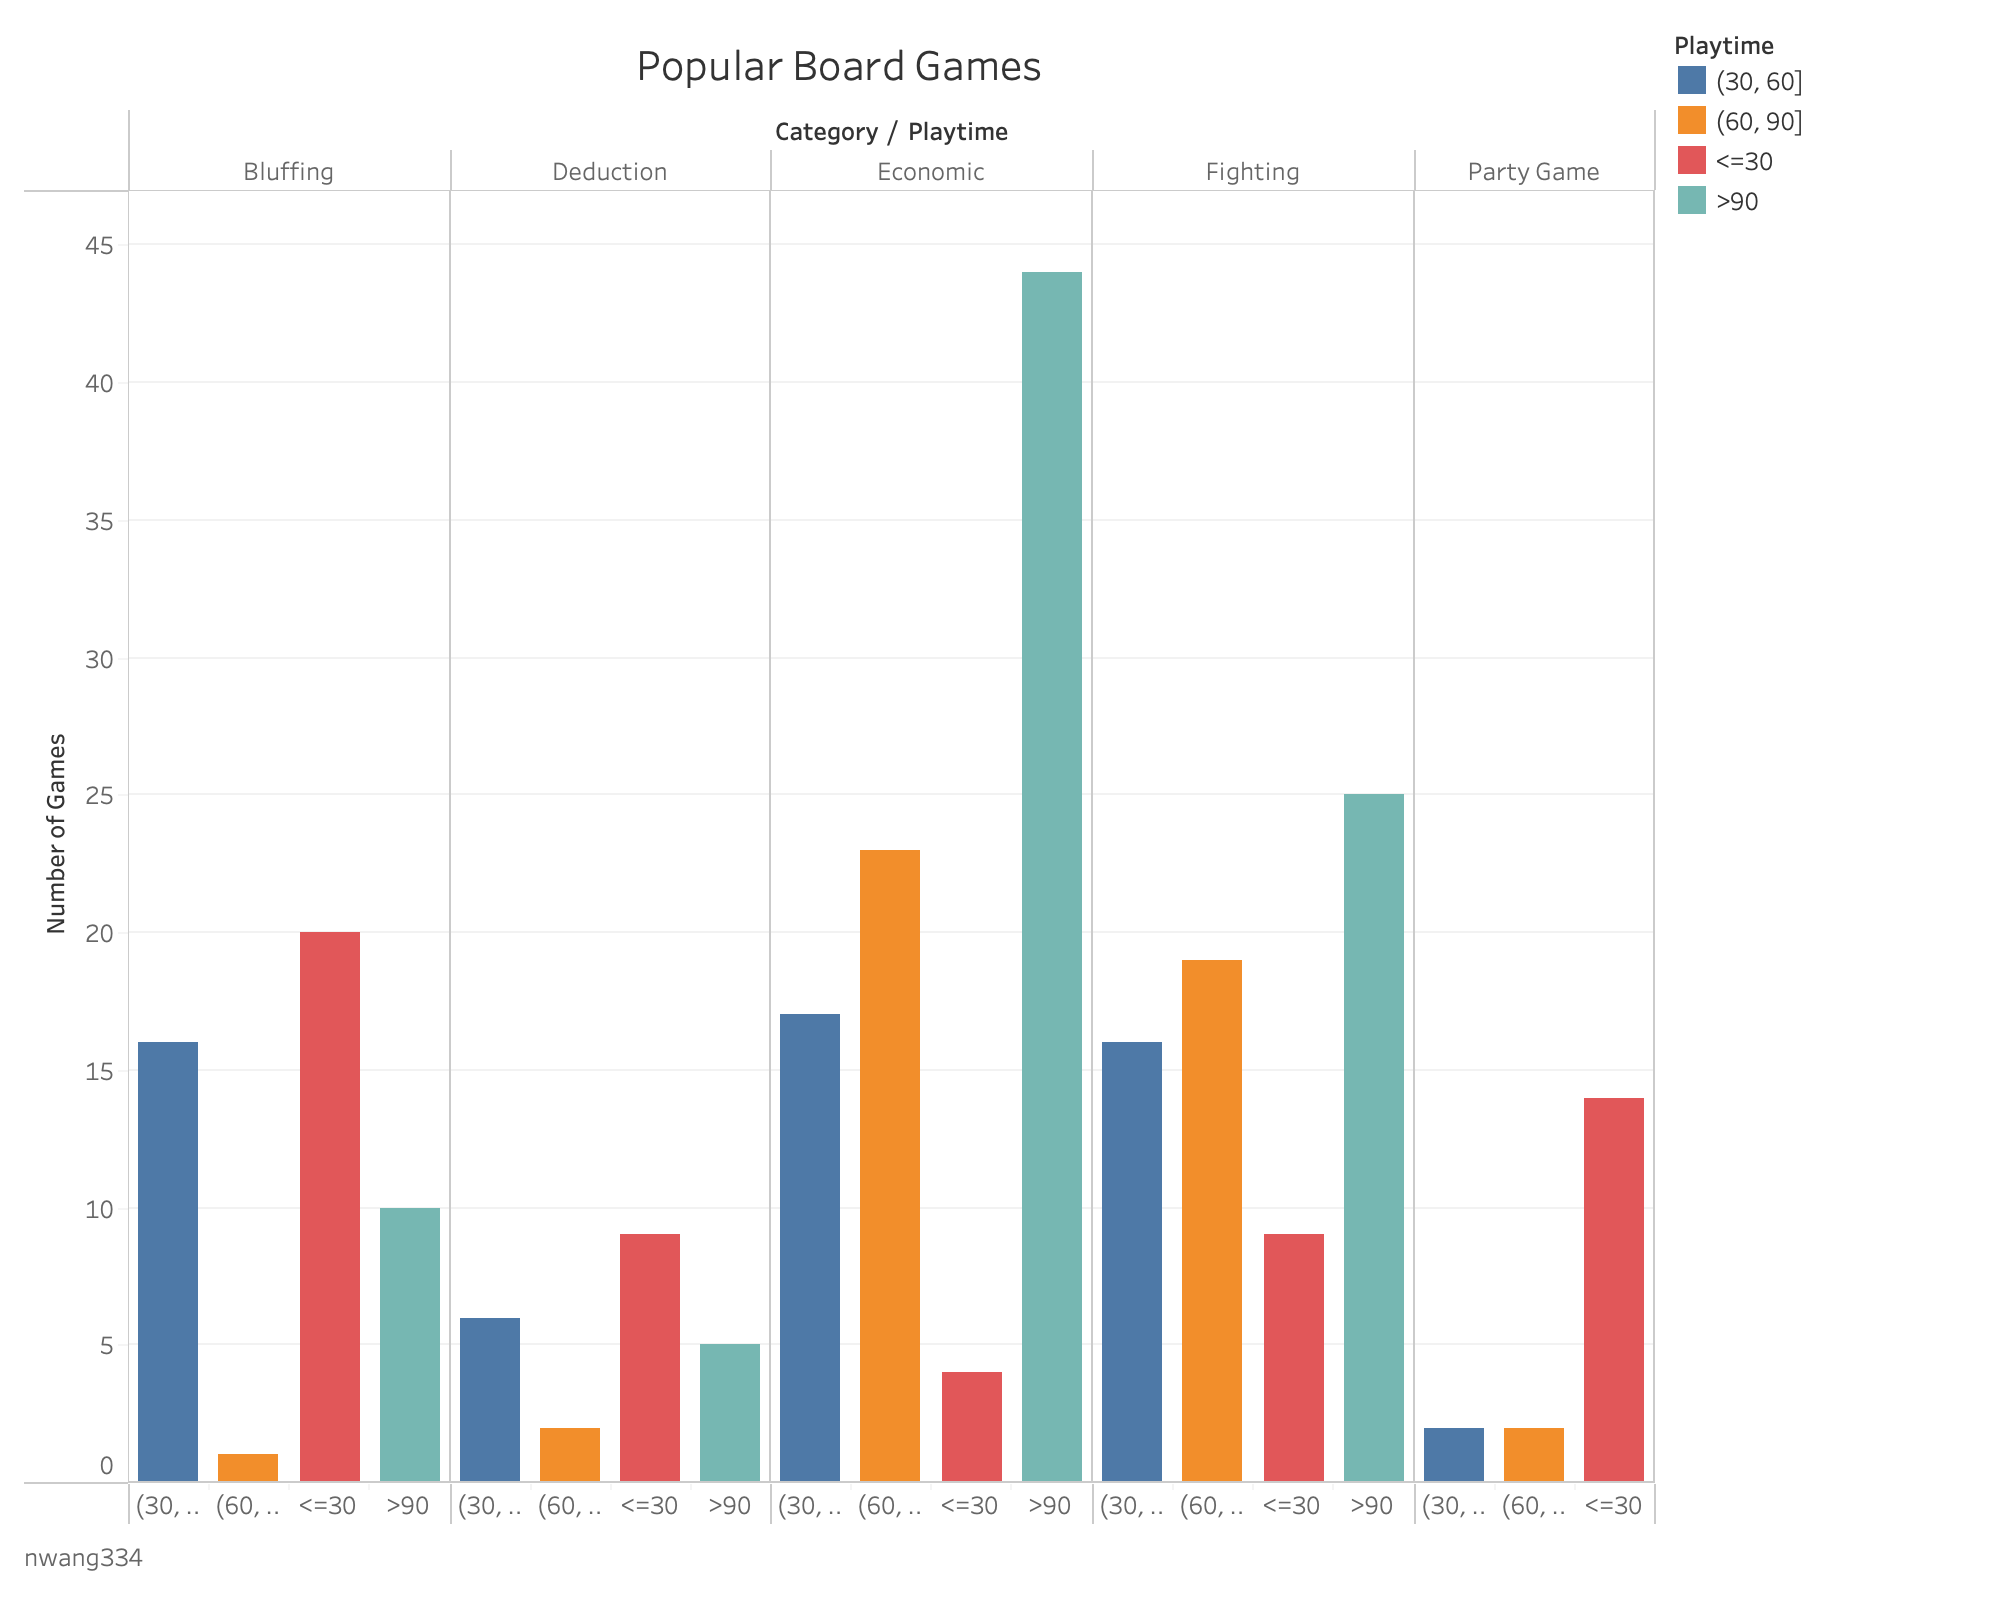 Popular Board Games
Playtime
(30, 60]
(60, 90]
<=30
>90
Category / Playtime
Bluffing Deduction Economic Fighting Party Game
45
40
35
30
25
20
15
10
5
0
Number of Games
(30, .. (60, .. <=30 >90 (30, .. (60, .. <=30 >90 (30, .. (60, .. <=30 >90 (30, .. (60, .. <=30 >90 (30, .. (60, .. <=30
nwang334